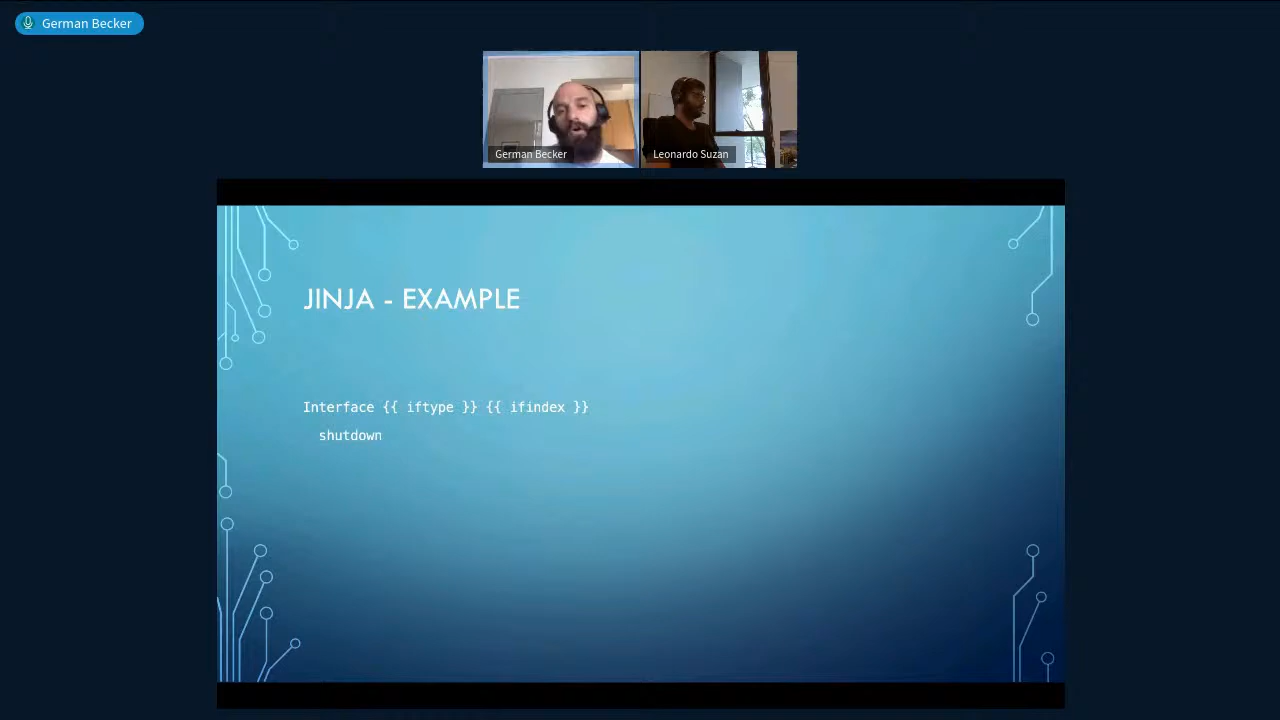 German Becker
German Becker
Leonardo Suzan
JINJA - EXAMPLE
Interface {{ iftype }} {{ ifindex }}
shutdown